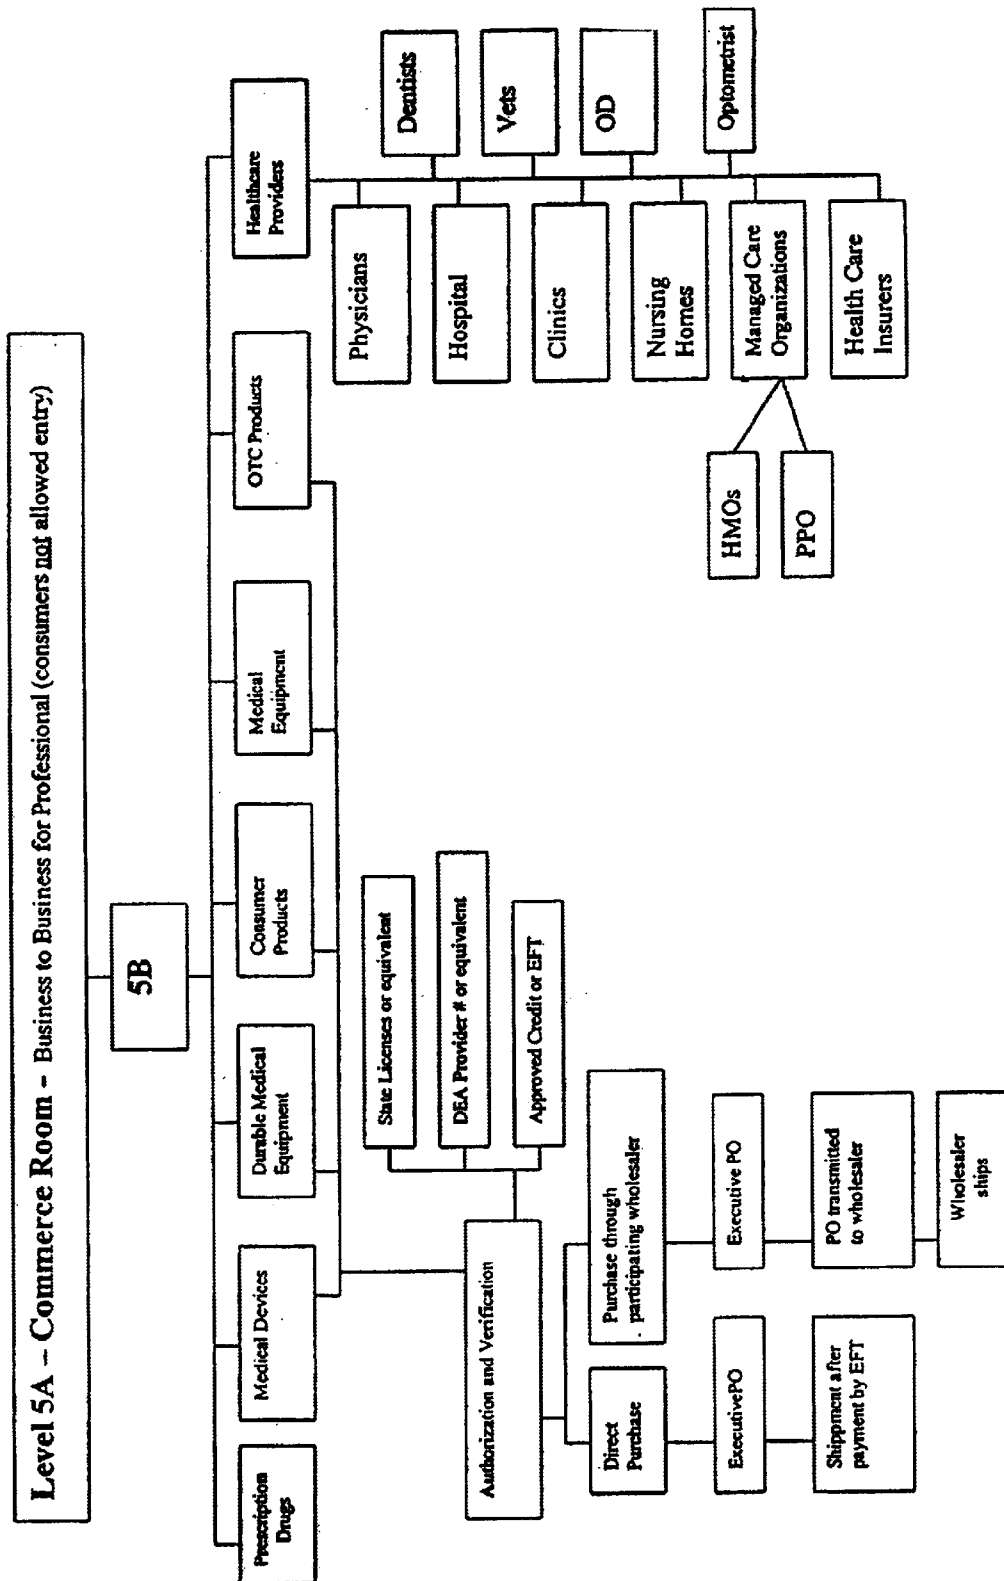 Level 5A – Commerce Room – Business to Business for Professional (consumers not allowed entry)
5B
Prescription
Drugs
Medical Devices
Durable Medical
Equipment
Consumer
Products
Medical
Equipment
OTC Products
Healthcare
Providers
State Licenses or equivalent
DEA Provider # or equivalent
Approved Credit or EFT
Authorization and Verification
Direct
Purchase
Purchase through
participating wholesaler
ExecutivePO
Executive PO
Shippment after
payment by EFT
PO transmitted
to wholesaler
Wholesaler
ships
Physicians
Hospital
Clinics
Nursing
Homes
Managed Care
Organizations
Health Care
Insurers
Dentists
Vets
OD
Optometrist
HMOs
PPO